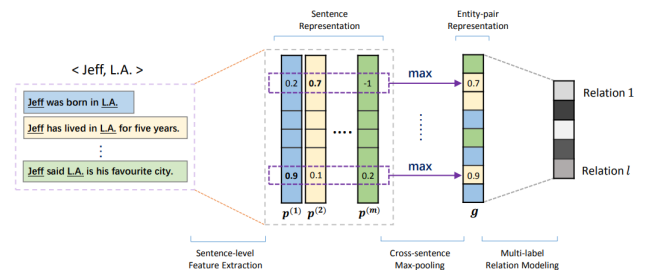 Sentence
Representation
Entity-pair
Representation
< Jeff, L.A. >
Jeff was born in L.A.
Jeff has lived in L.A. for five years.
⋮
Jeff said L.A. is his favourite city.
0.2 0.7 -1
max
0.7
....
0.9 0.1 0.2
max
0.9
p(1) p(2) p(m)
g
Relation 1
Relation l
Sentence-level
Feature Extraction
Cross-sentence
Max-pooling
Multi-label
Relation Modeling